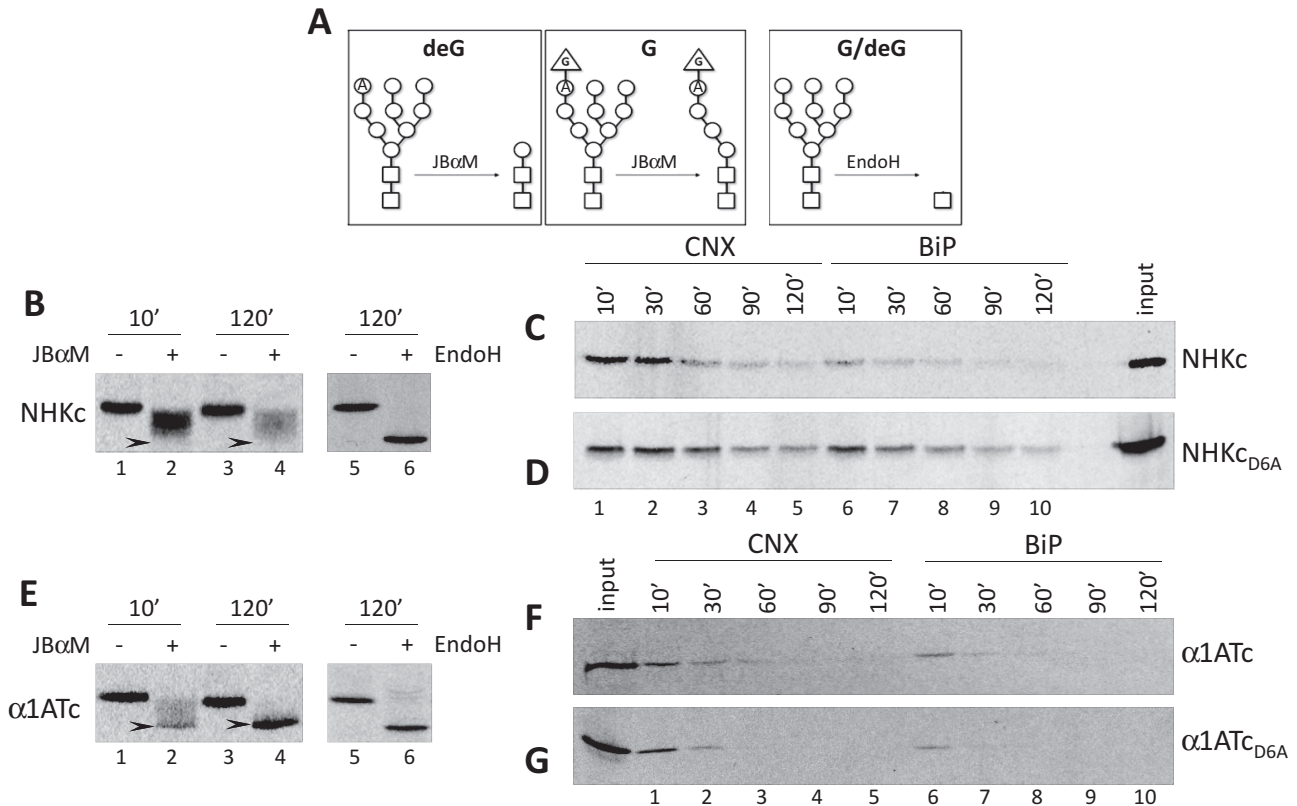 A
deG
G
G/deG
G
G
A
A
A
JBαM
JBαM
EndoH
CNX
BiP
10’ 30’ 60’ 90’ 120’ 10’ 30’ 60’ 90’ 120’ input
B
10’ 120’ 120’
JBαM - + - + - + EndoH
NHKc
1 2 3 4 5 6
C
NHKc
D
NHKcD6A
1 2 3 4 5 6 7 8 9 10
CNX
BiP
input 10’ 30’ 60’ 90’ 120’ 10’ 30’ 60’ 90’ 120’
E
10’ 120’ 120’
JBαM - + - + - + EndoH
α1ATc
1 2 3 4 5 6
F
α1ATc
G
α1ATcD6A
1 2 3 4 5 6 7 8 9 10